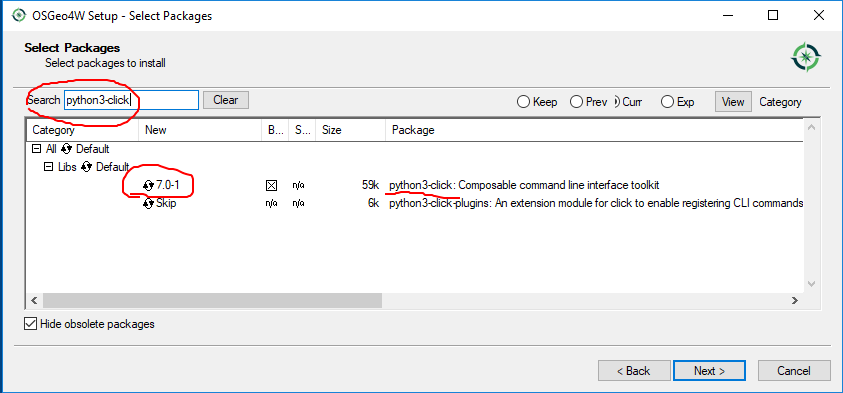 OSGeo4W Setup - Select Packages
Select Packages
Select packages to install
Search python3-click Clear Keep Prev Curr Exp View Category
Category New B... S... Size Package
All Default
Libs Default
7.0-1 n/a 59k python3-click: Composable command line interface toolkit
Skip n/a n/a 6k python3-click-plugins: An extension module for click to enable registering CLI commands
Hide obsolete packages
< Back Next > Cancel